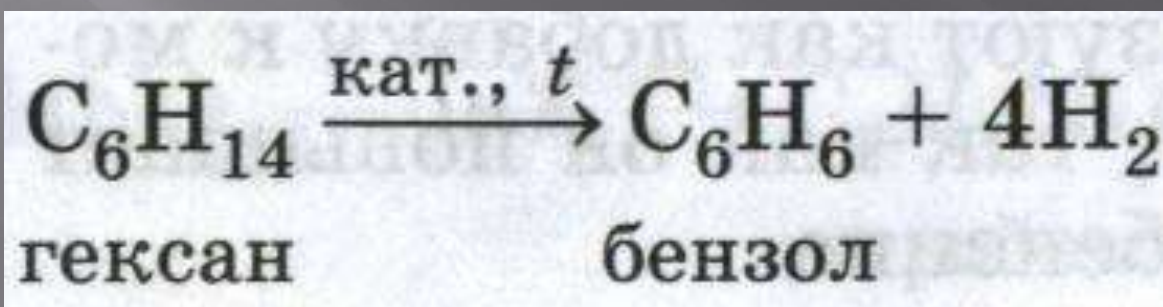 кат., t
C₆H₁₄ → C₆H₆ + 4H₂
гексан бензол